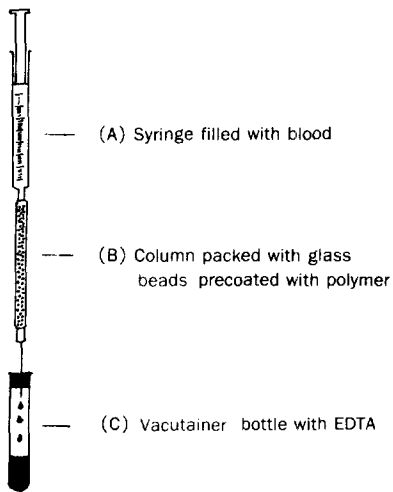 (A) Syringe filled with blood
(B) Column packed with glass
beads precoated with polymer
(C) Vacutainer bottle with EDTA